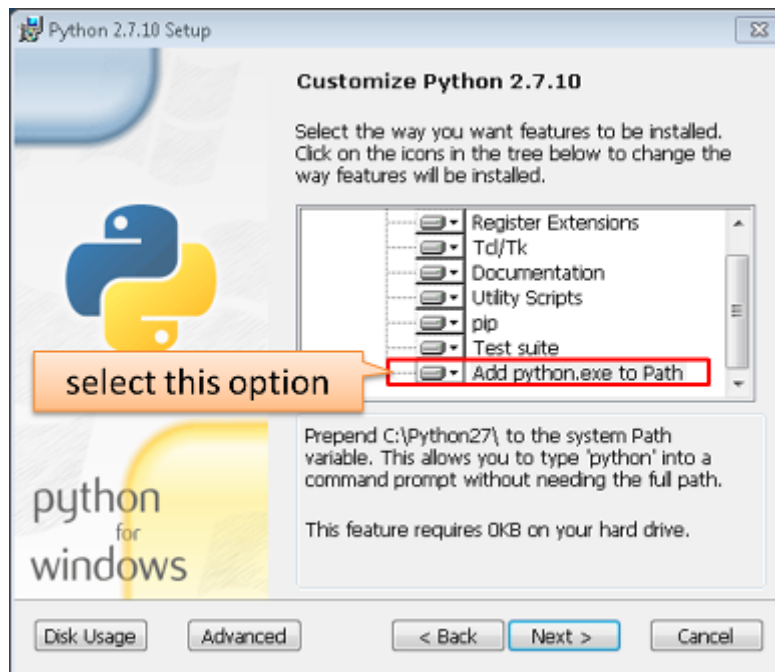 Python 2.7.10 Setup
Customize Python 2.7.10
Select the way you want features to be installed.
Click on the icons in the tree below to change the
way features will be installed.
Register Extensions
Tcl/Tk
Documentation
Utility Scripts
pip
Test suite
Add python.exe to Path
select this option
Prepend C:\Python27\ to the system Path
variable. This allows you to type 'python' into a
command prompt without needing the full path.
This feature requires 0KB on your hard drive.
python
for
windows
Disk Usage
Advanced
< Back
Next >
Cancel